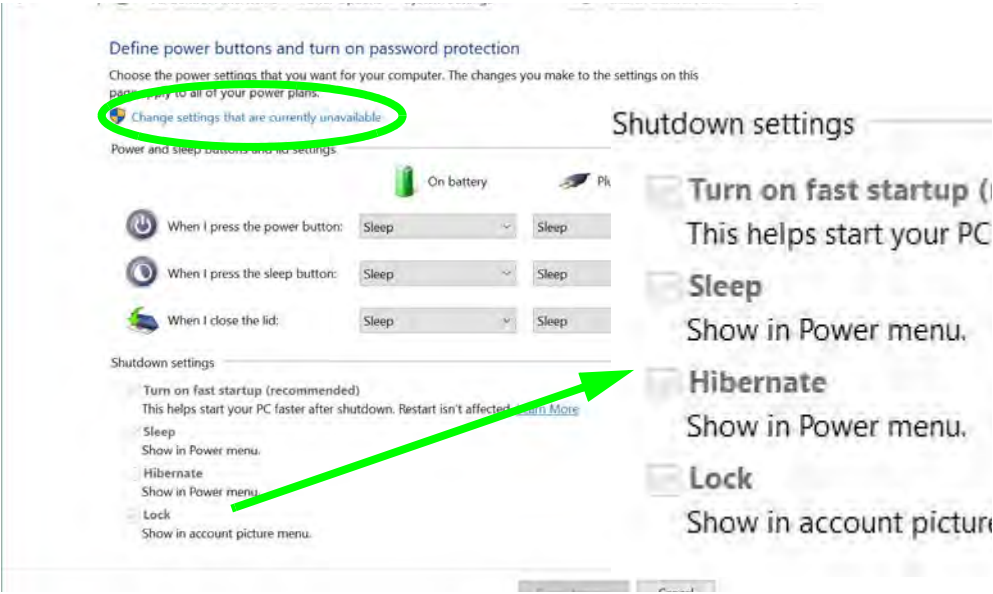 Define power buttons and turn on password protection
Choose the power settings that you want for your computer. The changes you make to the settings on this
page apply to all of your power plans.
Change settings that are currently unavailable
Power and sleep buttons and lid settings
On battery
Pl
When I press the power button: Sleep Sleep
When I press the sleep button: Sleep Sleep
When I close the lid: Sleep Sleep
Shutdown settings
Turn on fast startup (recommended)
This helps start your PC faster after shutdown. Restart isn't affected. Learn More
Sleep
Show in Power menu.
Hibernate
Show in Power menu.
Lock
Show in account picture menu.
Cancel
Shutdown settings
Turn on fast startup (
This helps start your PC
Sleep
Show in Power menu.
Hibernate
Show in Power menu.
Lock
Show in account picture